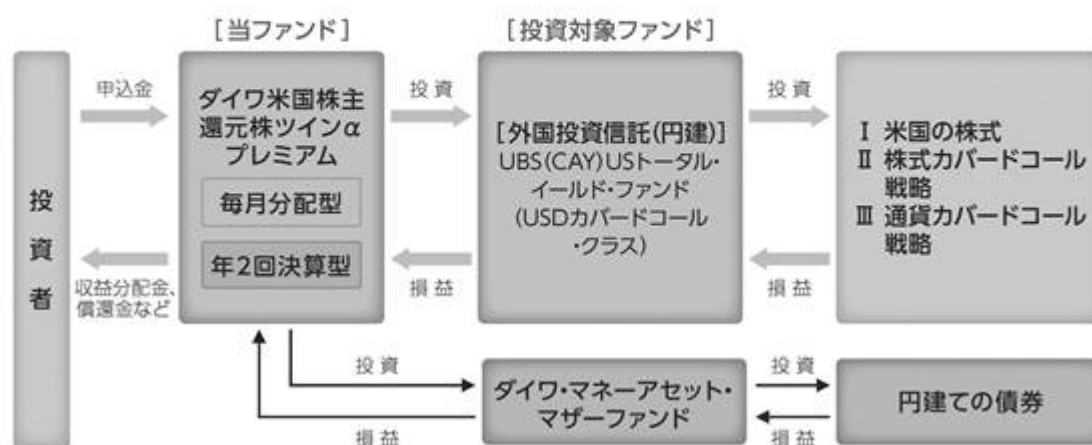 [当ファンド]
[投資対象ファンド]
投資者
申込金
収益分配金、
償還金など
ダイワ米国株主
還元株ツインα
プレミアム
毎月分配型
年2回決算型
投資
損益
[外国投資信託(円建)]
UBS(CAY)USトータル・
イールド・ファンド
(USDカバードコール
・クラス)
投資
損益
Ⅰ 米国の株式
Ⅱ 株式カバードコール
戦略
Ⅲ 通貨カバードコール
戦略
投資
損益
ダイワ・マネーアセット・
マザーファンド
投資
損益
円建ての債券